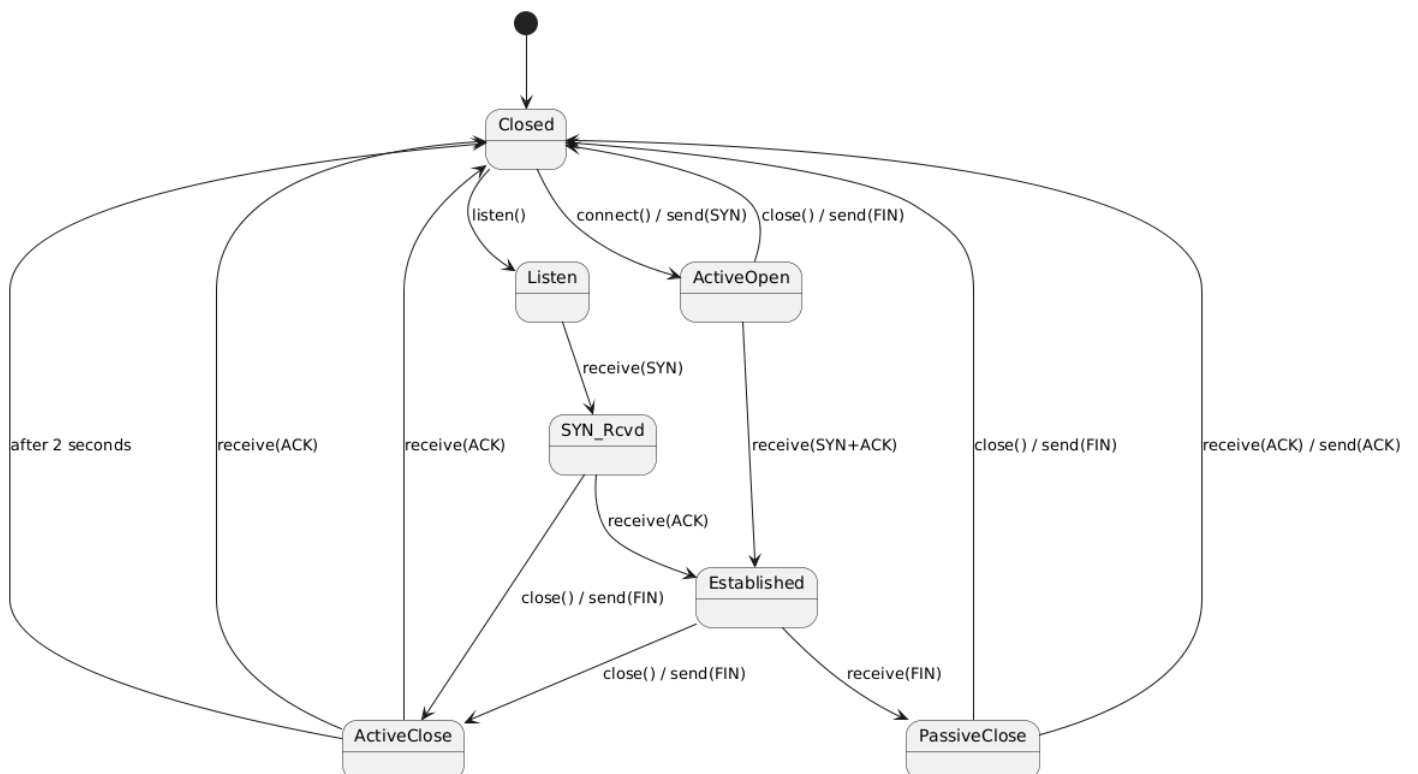 Closed
listen()
connect() / send(SYN)
close() / send(FIN)
Listen
ActiveOpen
receive(SYN)
SYN_Rcvd
after 2 seconds
receive(ACK)
receive(ACK)
receive(SYN+ACK)
close() / send(FIN)
receive(ACK) / send(ACK)
receive(ACK)
Established
close() / send(FIN)
close() / send(FIN)
receive(FIN)
ActiveClose
PassiveClose